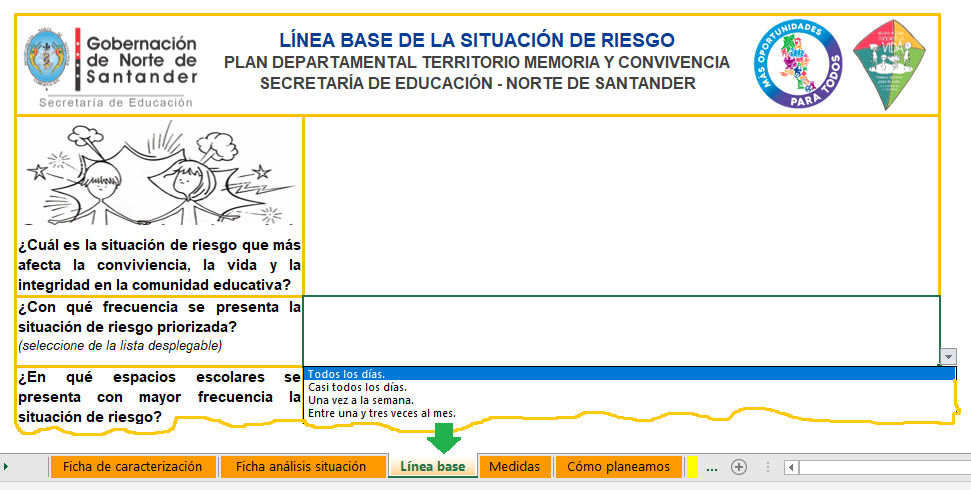 Gobernación
de Norte de
Santander
Secretaría de Educación
LÍNEA BASE DE LA SITUACIÓN DE RIESGO
PLAN DEPARTAMENTAL TERRITORIO MEMORIA Y CONVIVENCIA
SECRETARÍA DE EDUCACIÓN - NORTE DE SANTANDER
MÁS OPORTUNIDADES
PARA TODOS
¿Cuál es la situación de riesgo que más
afecta la conviviencia, la vida y la
integridad en la comunidad educativa?
¿Con qué frecuencia se presenta la
situación de riesgo priorizada?
(seleccione de la lista desplegable)
Todos los días.
Casi todos los días.
Una vez a la semana.
Entre una y tres veces al mes.
¿En qué espacios escolares se
presenta con mayor frecuencia la
situación de riesgo?
Ficha de caracterización
Ficha análisis situación
Línea base
Medidas
Cómo planeamos
...